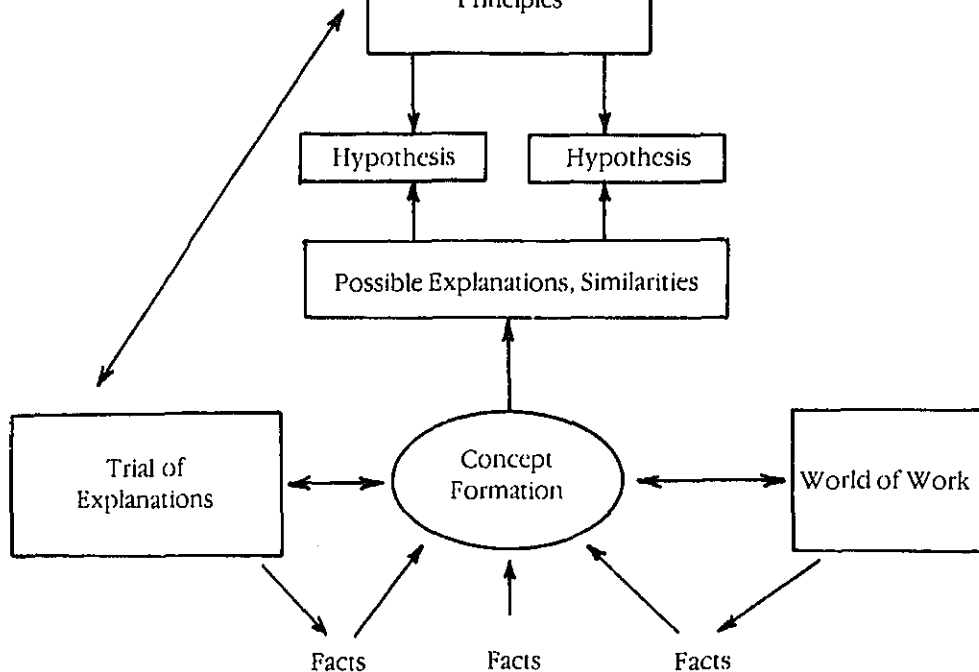 Principles
Hypothesis
Hypothesis
Possible Explanations, Similarities
Trial of
Explanations
Concept
Formation
World of Work
Facts
Facts
Facts